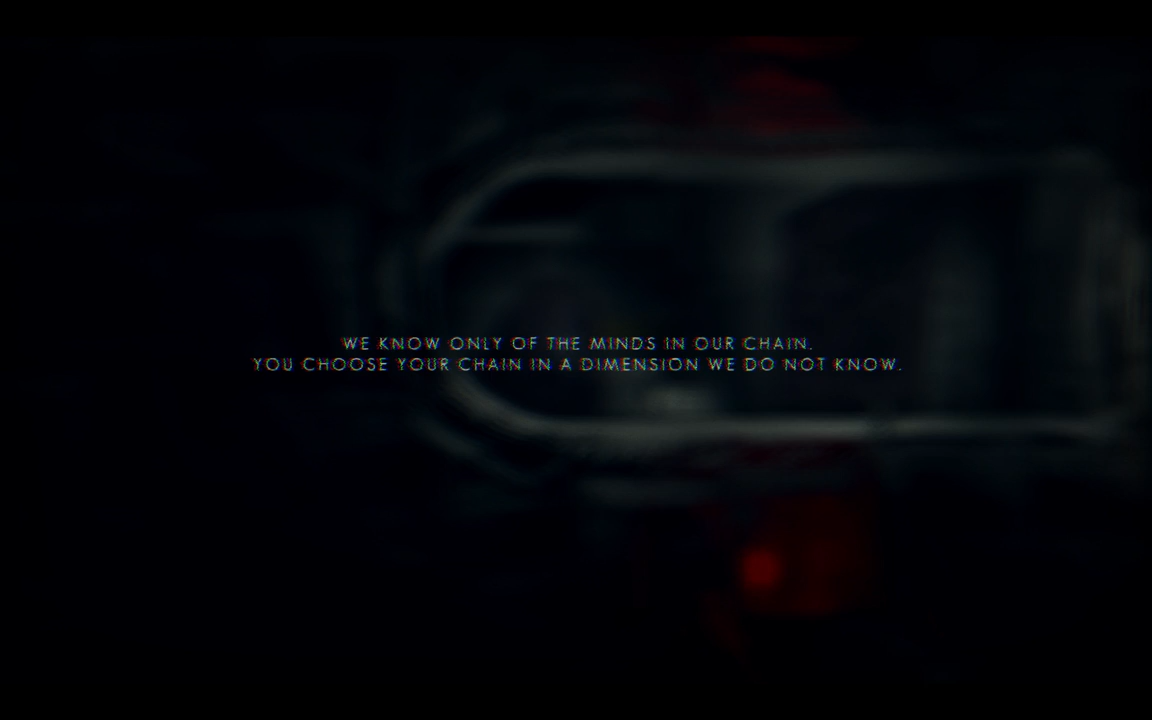 WE KNOW ONLY OF THE MINDS IN OUR CHAIN.
YOU CHOOSE YOUR CHAIN IN A DIMENSION WE DO NOT KNOW.